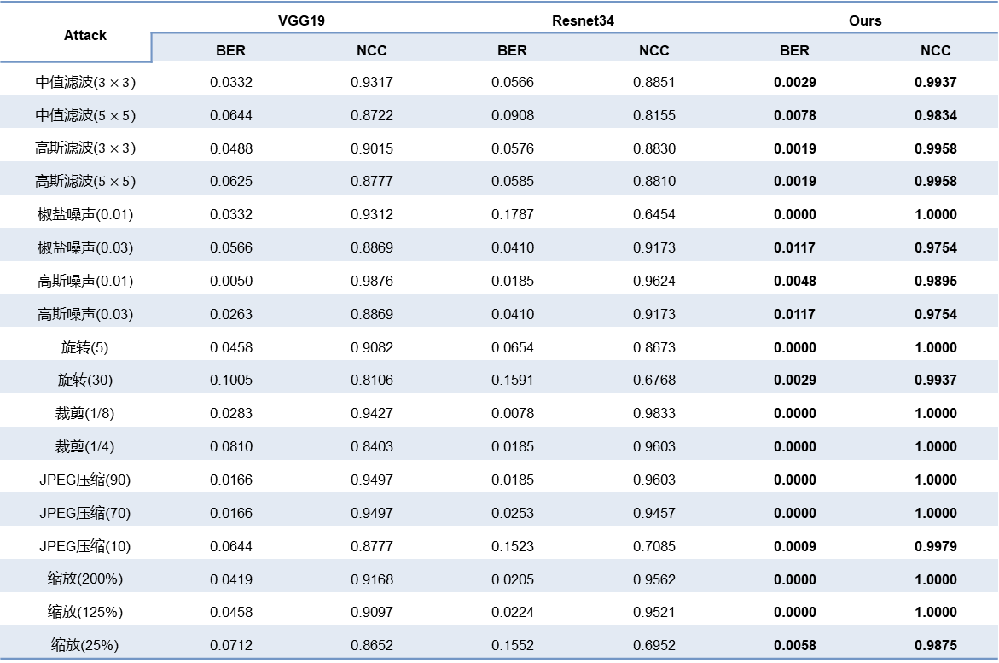 Attack VGG19 Resnet34 Ours
BER NCC BER NCC BER NCC
中值滤波(3 × 3) 0.0332 0.9317 0.0566 0.8851 0.0029 0.9937
中值滤波(5 × 5) 0.0644 0.8722 0.0908 0.8155 0.0078 0.9834
高斯滤波(3 × 3) 0.0488 0.9015 0.0576 0.8830 0.0019 0.9958
高斯滤波(5 × 5) 0.0625 0.8777 0.0585 0.8810 0.0019 0.9958
椒盐噪声(0.01) 0.0332 0.9312 0.1787 0.6454 0.0000 1.0000
椒盐噪声(0.03) 0.0566 0.8869 0.0410 0.9173 0.0117 0.9754
高斯噪声(0.01) 0.0050 0.9876 0.0185 0.9624 0.0048 0.9895
高斯噪声(0.03) 0.0263 0.8869 0.0410 0.9173 0.0117 0.9754
旋转(5) 0.0458 0.9082 0.0654 0.8673 0.0000 1.0000
旋转(30) 0.1005 0.8106 0.1591 0.6768 0.0029 0.9937
裁剪(1/8) 0.0283 0.9427 0.0078 0.9833 0.0000 1.0000
裁剪(1/4) 0.0810 0.8403 0.0185 0.9603 0.0000 1.0000
JPEG压缩(90) 0.0166 0.9497 0.0185 0.9603 0.0000 1.0000
JPEG压缩(70) 0.0166 0.9497 0.0253 0.9457 0.0000 1.0000
JPEG压缩(10) 0.0644 0.8777 0.1523 0.7085 0.0009 0.9979
缩放(200%) 0.0419 0.9168 0.0205 0.9562 0.0000 1.0000
缩放(125%) 0.0458 0.9097 0.0224 0.9521 0.0000 1.0000
缩放(25%) 0.0712 0.8652 0.1552 0.6952 0.0058 0.9875